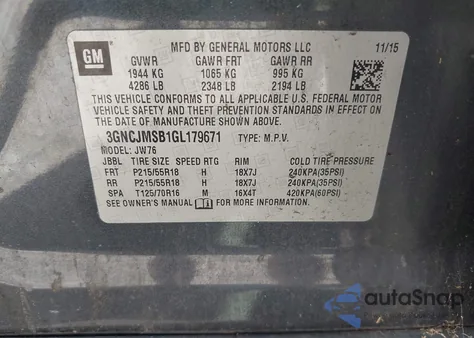 GM
MFD BY GENERAL MOTORS LLC 11/15
GVWR GAWR FRT GAWR RR
1944 KG 1065 KG 995 KG
4286 LB 2348 LB 2194 LB
THIS VEHICLE CONFORMS TO ALL APPLICABLE U.S. FEDERAL MOTOR
VEHICLE SAFETY AND THEFT PREVENTION STANDARDS IN EFFECT ON
THE DATE OF MANUFACTURE SHOWN ABOVE.
3GNCJMSB1GL179671 TYPE: M.P.V.
MODEL: JW76
JBBL TIRE SIZE SPEED RTG RIM COLD TIRE PRESSURE
FRT P215/55R18 H 18X7J 240KPA(35PSI)
RR P215/55R18 H 18X7J 240KPA(35PSI)
SPA T125/70R16 M 16X4T 420KPA(60PSI)
SEE OWNER'S MANUAL FOR MORE INFORMATION.
autoSnap